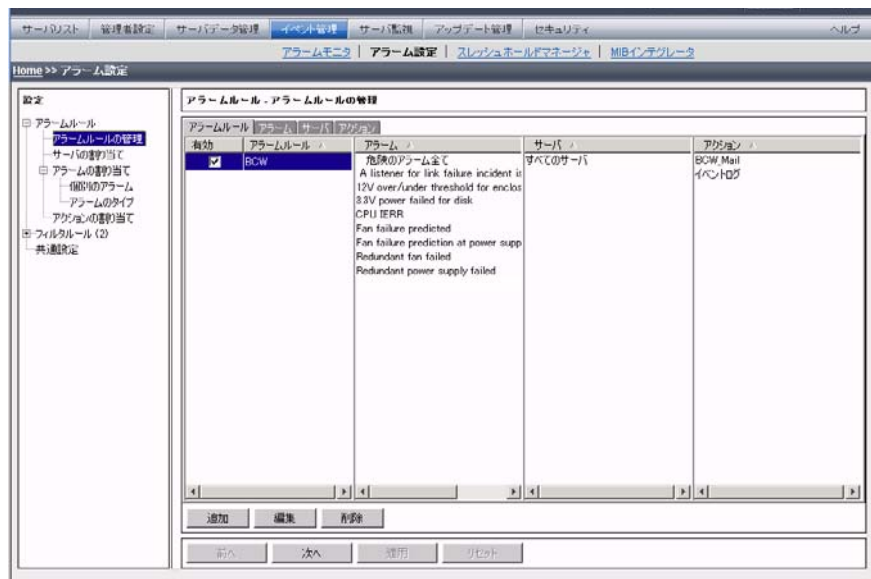 サーバリスト 管理者設定 サーバデータ管理 イベント管理 サーバ監視 アップデート管理 セキュリティ ヘルプ
アラームモニタ | アラーム設定 | スレッショホールドマネージャ | MIBインテグレータ
Home >> アラーム設定
設定
アラームルール
アラームルールの管理
サーバの割り当て
アラームの割り当て
個別のアラーム
アラームのタイプ
アクションの割り当て
フィルタルール (2)
共通設定
アラームルール - アラームルールの管理
アラームルール アラーム サーバ アクション
有効 アラームルール アラーム サーバ アクション
BCW 危険のアラーム全て すべてのサーバ BCW_Mail
A listener for link failure incident is イベントログ
12V over/under threshold for enclos
3.3V power failed for disk
CPU IERR
Fan failure predicted
Fan failure prediction at power supp
Redundant fan failed
Redundant power supply failed
追加 編集 削除
前へ 次へ 適用 リセット